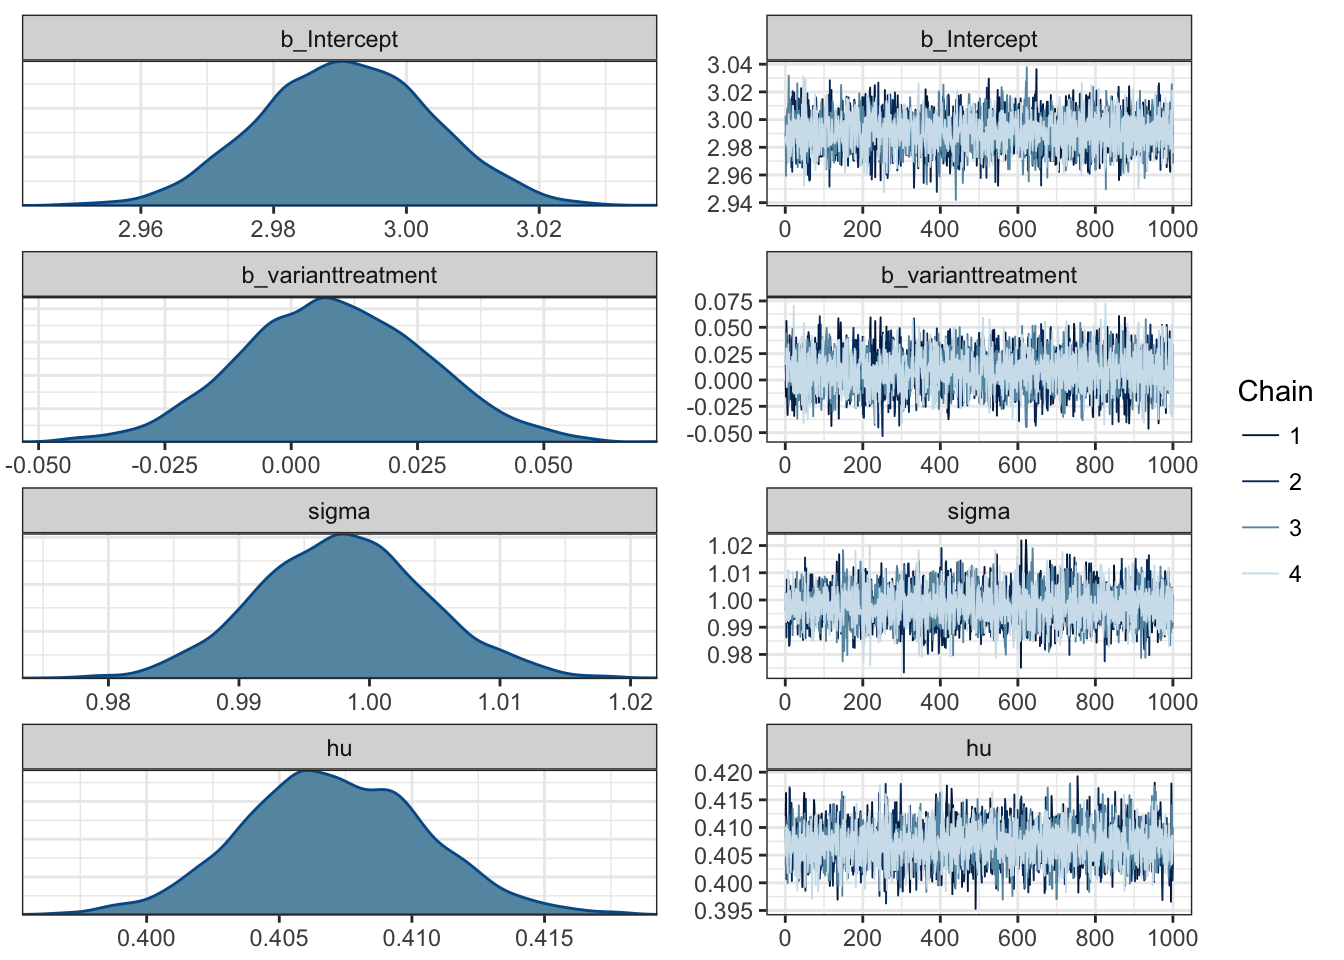 b_Intercept
2.96 2.98 3.00 3.02
b_Intercept
3.04
3.02
3.00
2.98
2.96
2.94
0 200 400 600 800 1000
b_varianttreatment
-0.050 -0.025 0.000 0.025 0.050
b_varianttreatment
0.075
0.050
0.025
0.000
-0.025
-0.050
0 200 400 600 800 1000
sigma
0.98 0.99 1.00 1.01 1.02
sigma
1.02
1.01
1.00
0.99
0.98
0 200 400 600 800 1000
hu
0.400 0.405 0.410 0.415
hu
0.420
0.415
0.410
0.405
0.400
0.395
0 200 400 600 800 1000
Chain
1
2
3
4